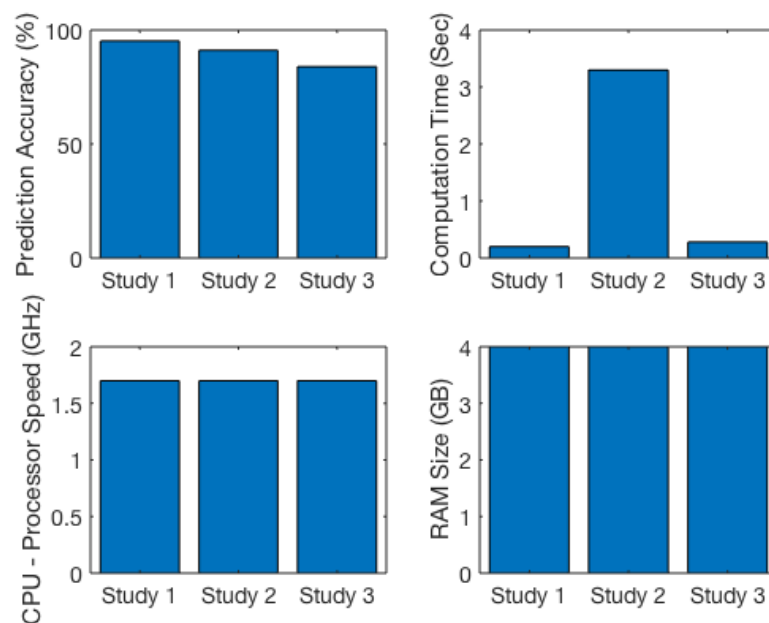 Prediction Accuracy (%)
100
50
0
Study 1 Study 2 Study 3
Computation Time (Sec)
4
3
2
1
0
Study 1 Study 2 Study 3
CPU - Processor Speed (GHz)
2
1.5
1
0.5
0
Study 1 Study 2 Study 3
RAM Size (GB)
4
3
2
1
0
Study 1 Study 2 Study 3